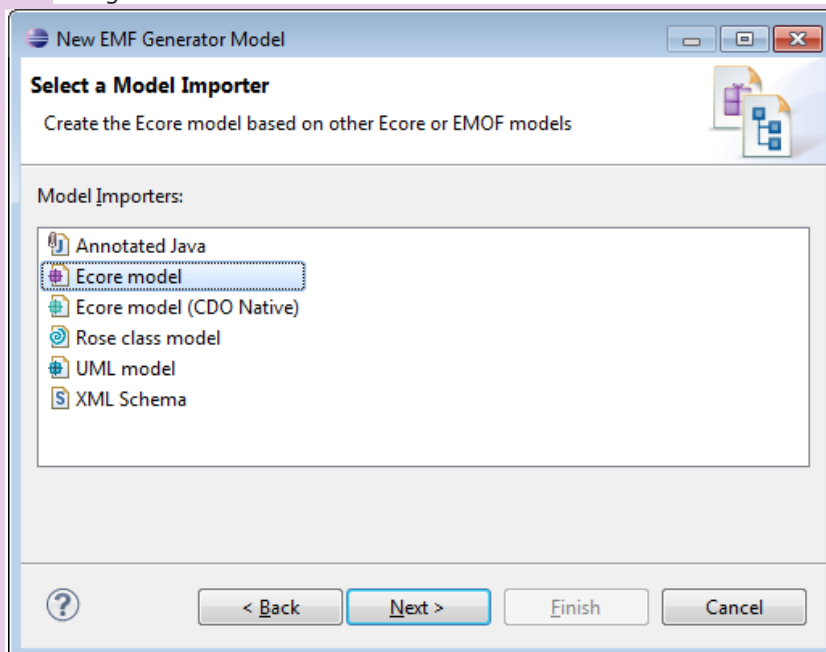 New EMF Generator Model
Select a Model Importer
Create the Ecore model based on other Ecore or EMOF models
Model Importers:
Annotated Java
Ecore model
Ecore model (CDO Native)
Rose class model
UML model
XML Schema
< Back Next > Finish Cancel